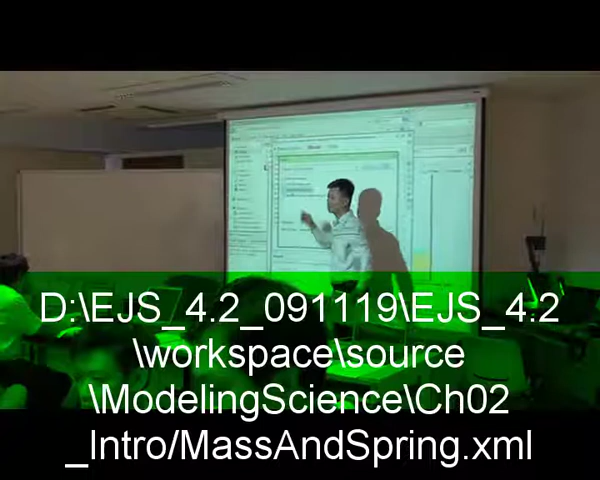 D:\EJS_4.2_091119\EJS_4.2
\workspace\source
\ModelingScience\Ch02
_Intro/MassAndSpring.xml